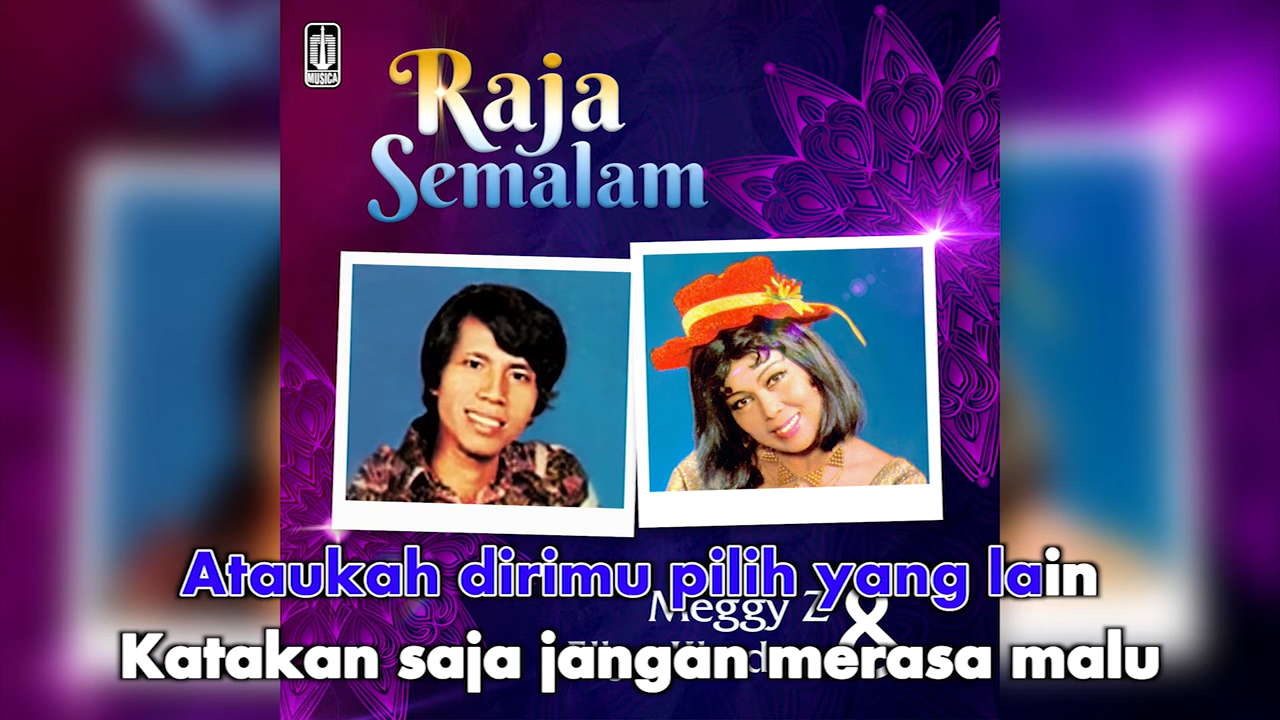 MUSICA
Raja
Semalam
Ataukah dirimu pilih yang lain
Meggy Z &
Katakan saja jangan merasa malu